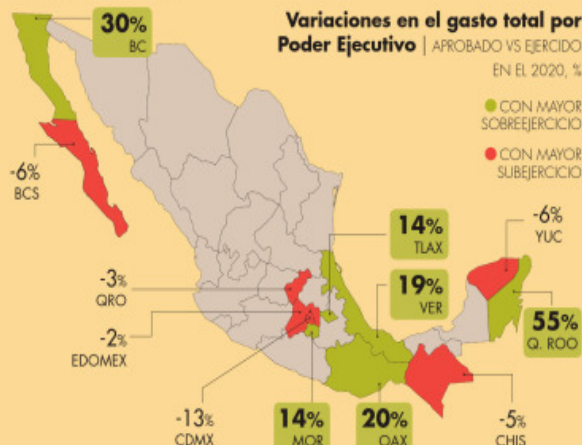 Variaciones en el gasto total por
Poder Ejecutivo | APROBADO VS EJERCIDO
EN EL 2020, %
CON MAYOR
SOBREEJERCICIO
CON MAYOR
SUBEJERCICIO
30%
BC
-6%
BCS
14%
TLAX
-6%
YUC
-3%
QRO
19%
VER
55%
Q. ROO
-2%
EDOMEX
-13%
CDMX
14%
MOR
20%
OAX
-5%
CHIS